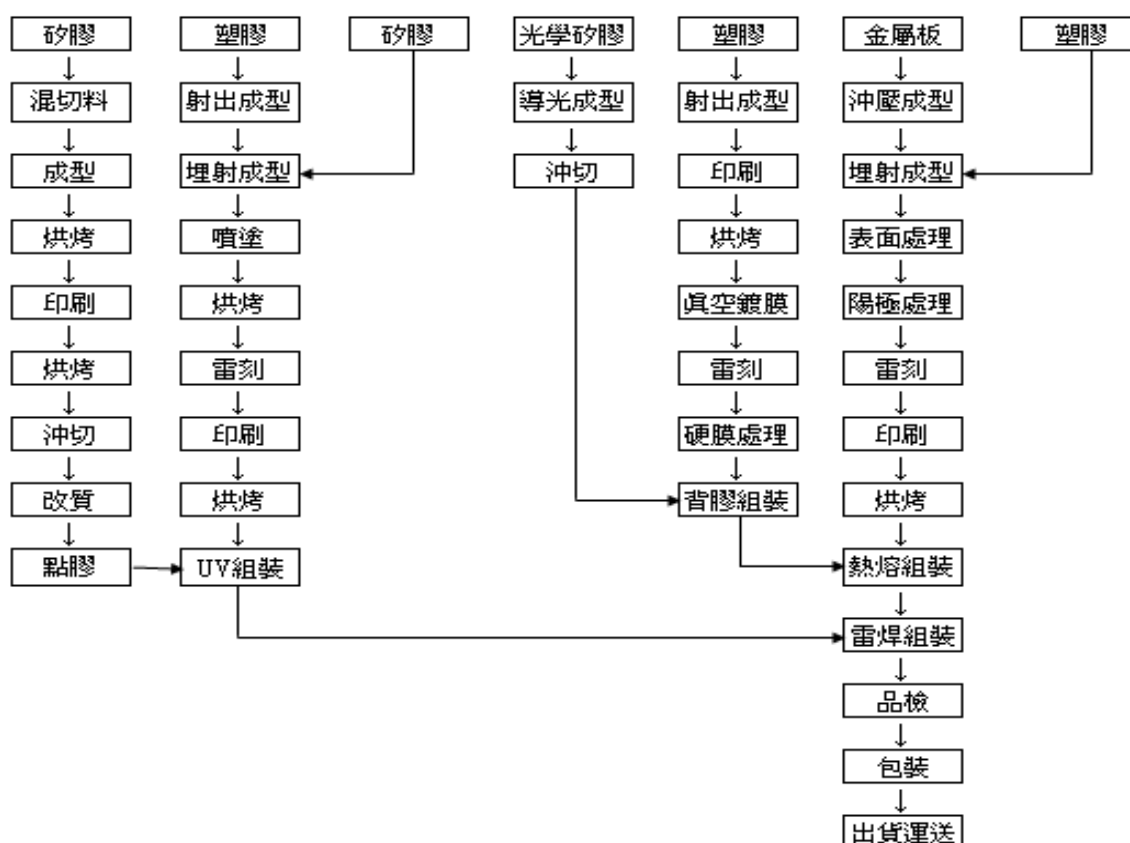 矽膠 塑膠 矽膠 光學矽膠 塑膠 金屬板 塑膠
混切料 射出成型 導光成型 射出成型 沖壓成型
成型 埋射成型 沖切 印刷 埋射成型
烘烤 噴塗 烘烤 表面處理
印刷 烘烤 真空鍍膜 陽極處理
烘烤 雷刻 雷刻 雷刻
沖切 印刷 硬膜處理 印刷
改質 烘烤 背膠組裝 烘烤
點膠 UV組裝 熱熔組裝
雷焊組裝
品檢
包裝
出貨運送